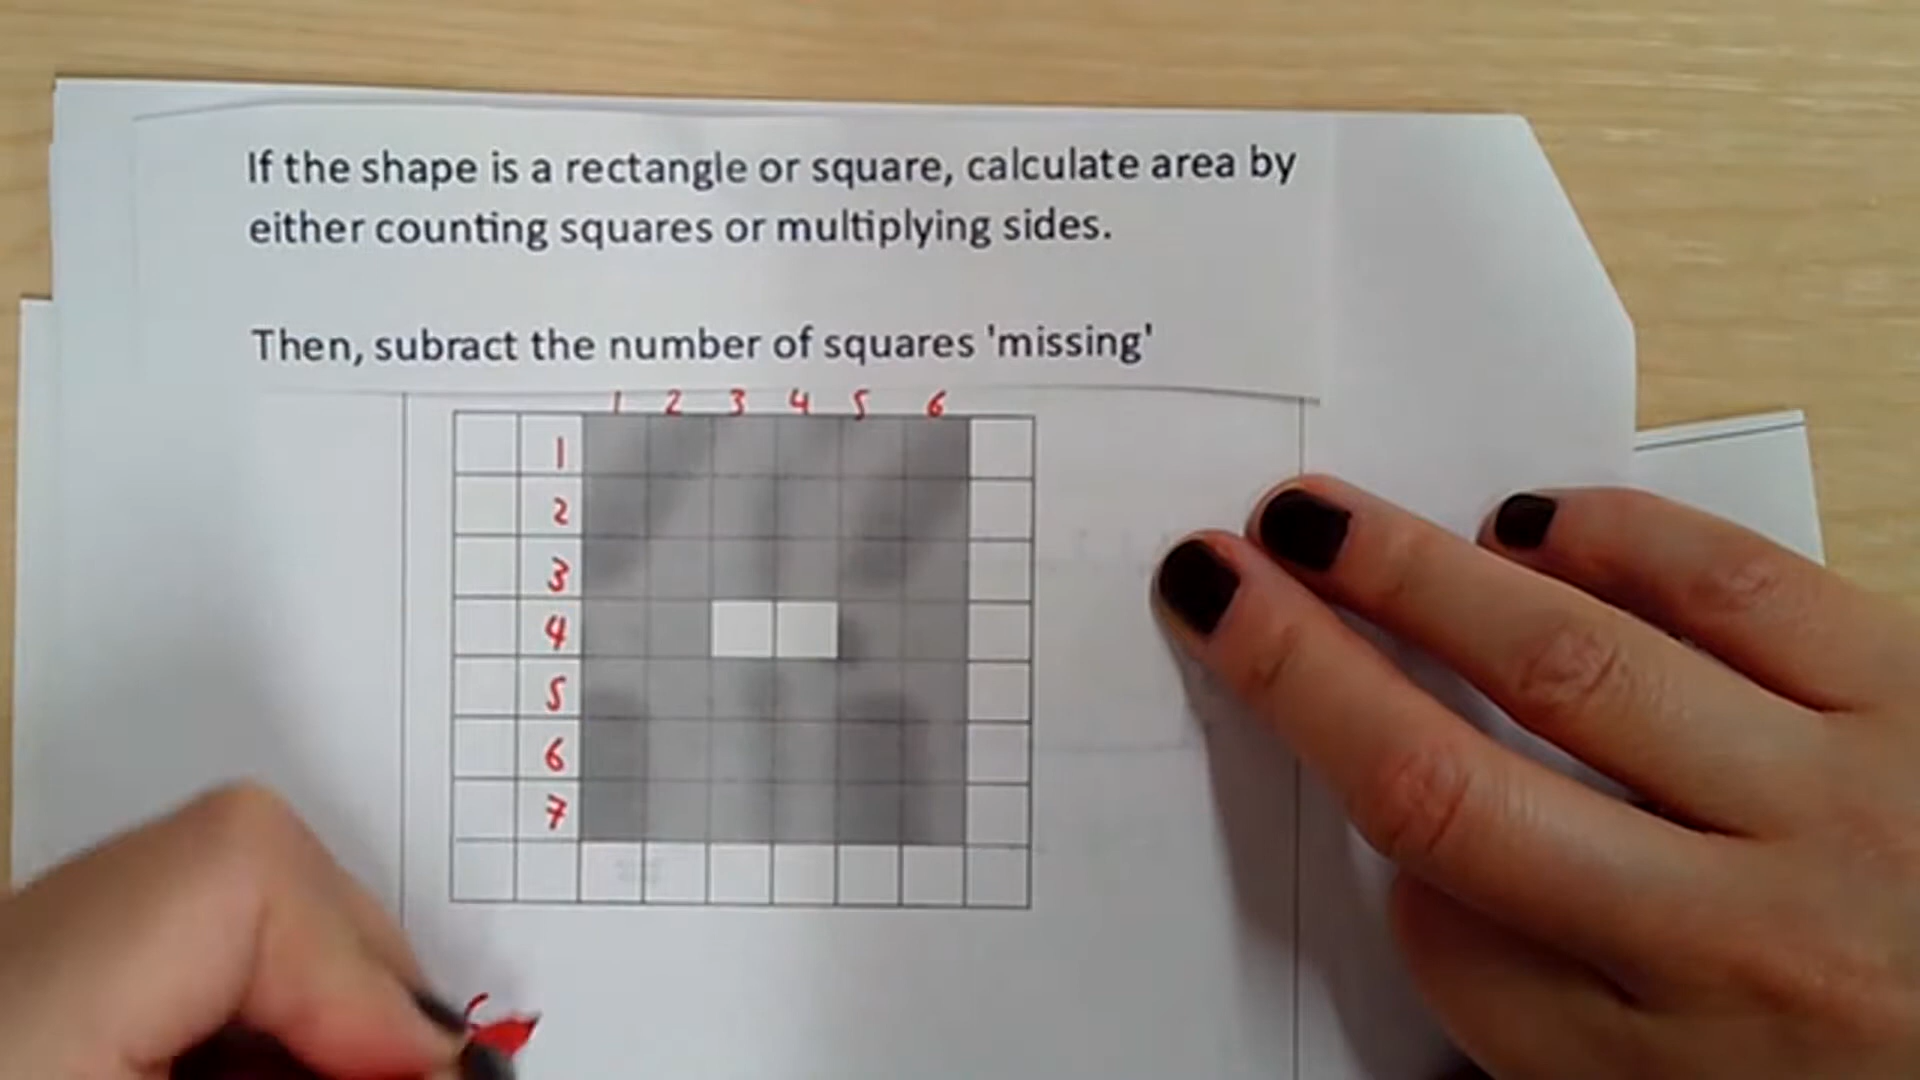 If the shape is a rectangle or square, calculate area by
either counting squares or multiplying sides.
Then, subract the number of squares 'missing'
1 2 3 4 5 6
1
2
3
4
5
6
7